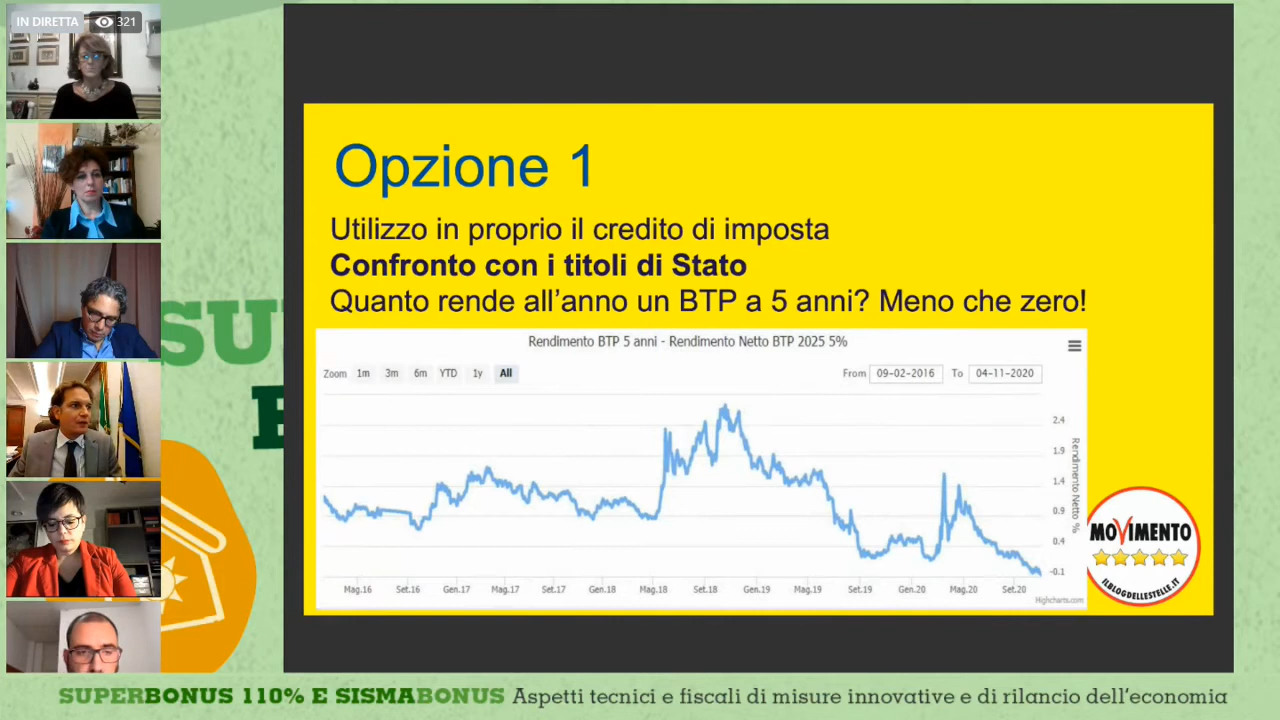 IN DIRETTA 321
SU
Opzione 1
Utilizzo in proprio il credito di imposta
Confronto con i titoli di Stato
Quanto rende all'anno un BTP a 5 anni? Meno che zero!
Rendimento BTP 5 anni - Rendimento Netto BTP 2025 5%
Zoom 1m 3m 6m YTD 1y All
From 09-02-2016 To 04-11-2020
2.4
1.9
1.4
0.9
0.4
-0.1
Rendimento Netto %
Mag.16 Set.16 Gen.17 Mag.17 Set.17 Gen.18 Mag.18 Set.18 Gen.19 Mag.19 Set.19 Gen.20 Mag.20 Set.20
Highcharts.com
MOVIMENTO
ILBLOGDELLESTELLE.IT
SUPERBONUS 110% E SISMABONUS Aspetti tecnici e fiscali di misure innovative e di rilancio dell'economia